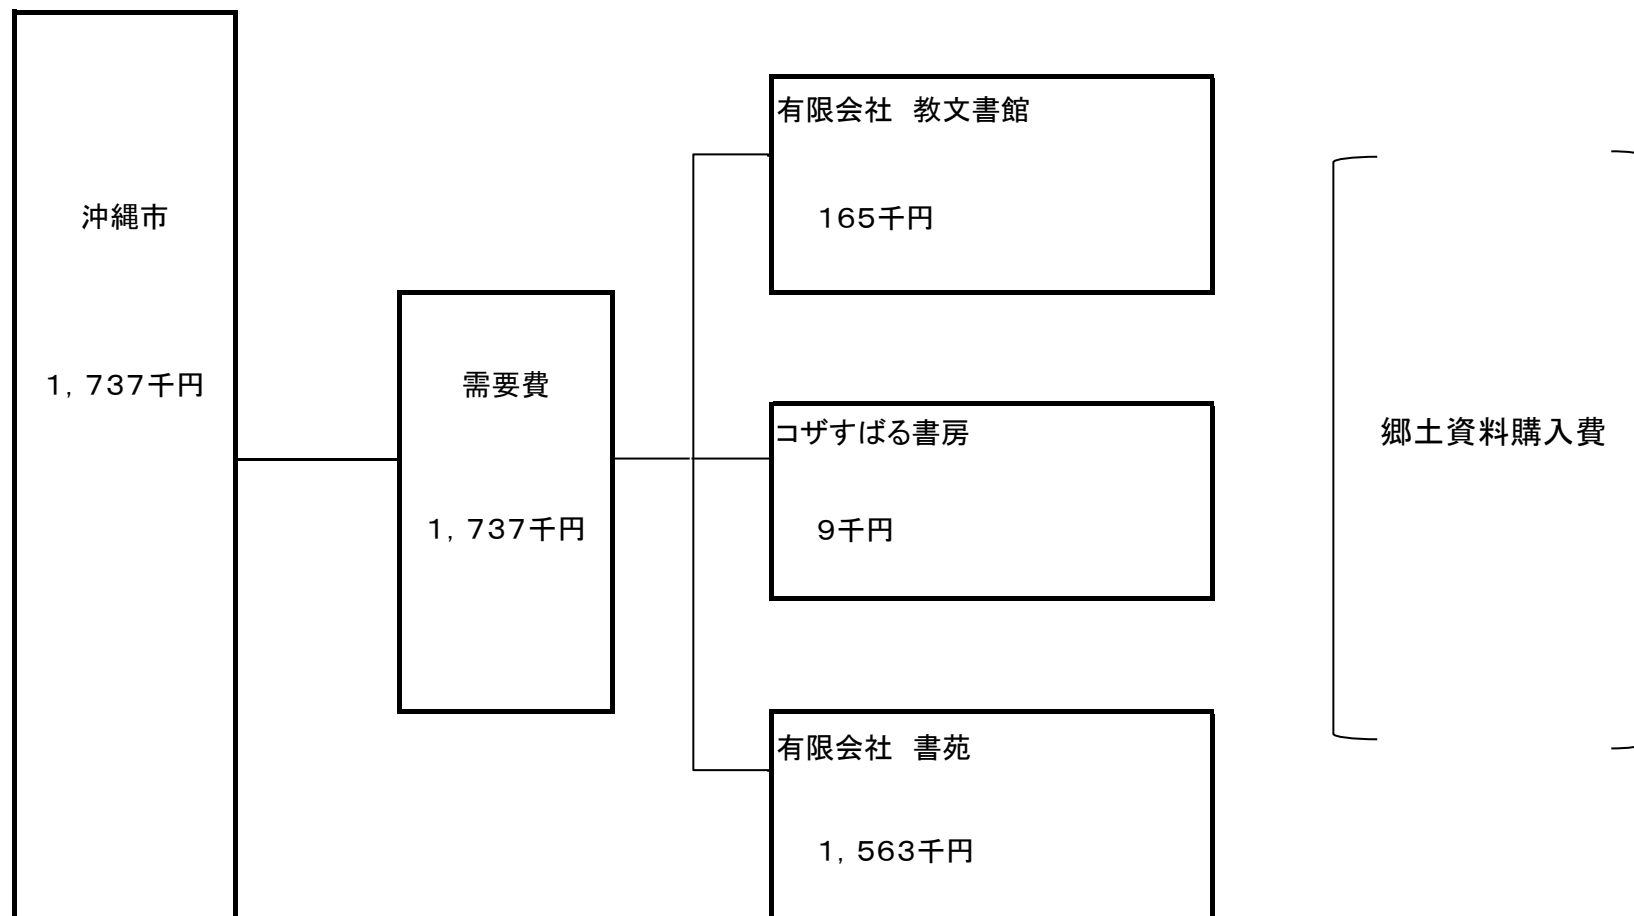 沖縄市
1，737千円
需要費
1，737千円
有限会社　教文書館
165千円
コザすばる書房
9千円
有限会社　書苑
1，563千円
郷土資料購入費